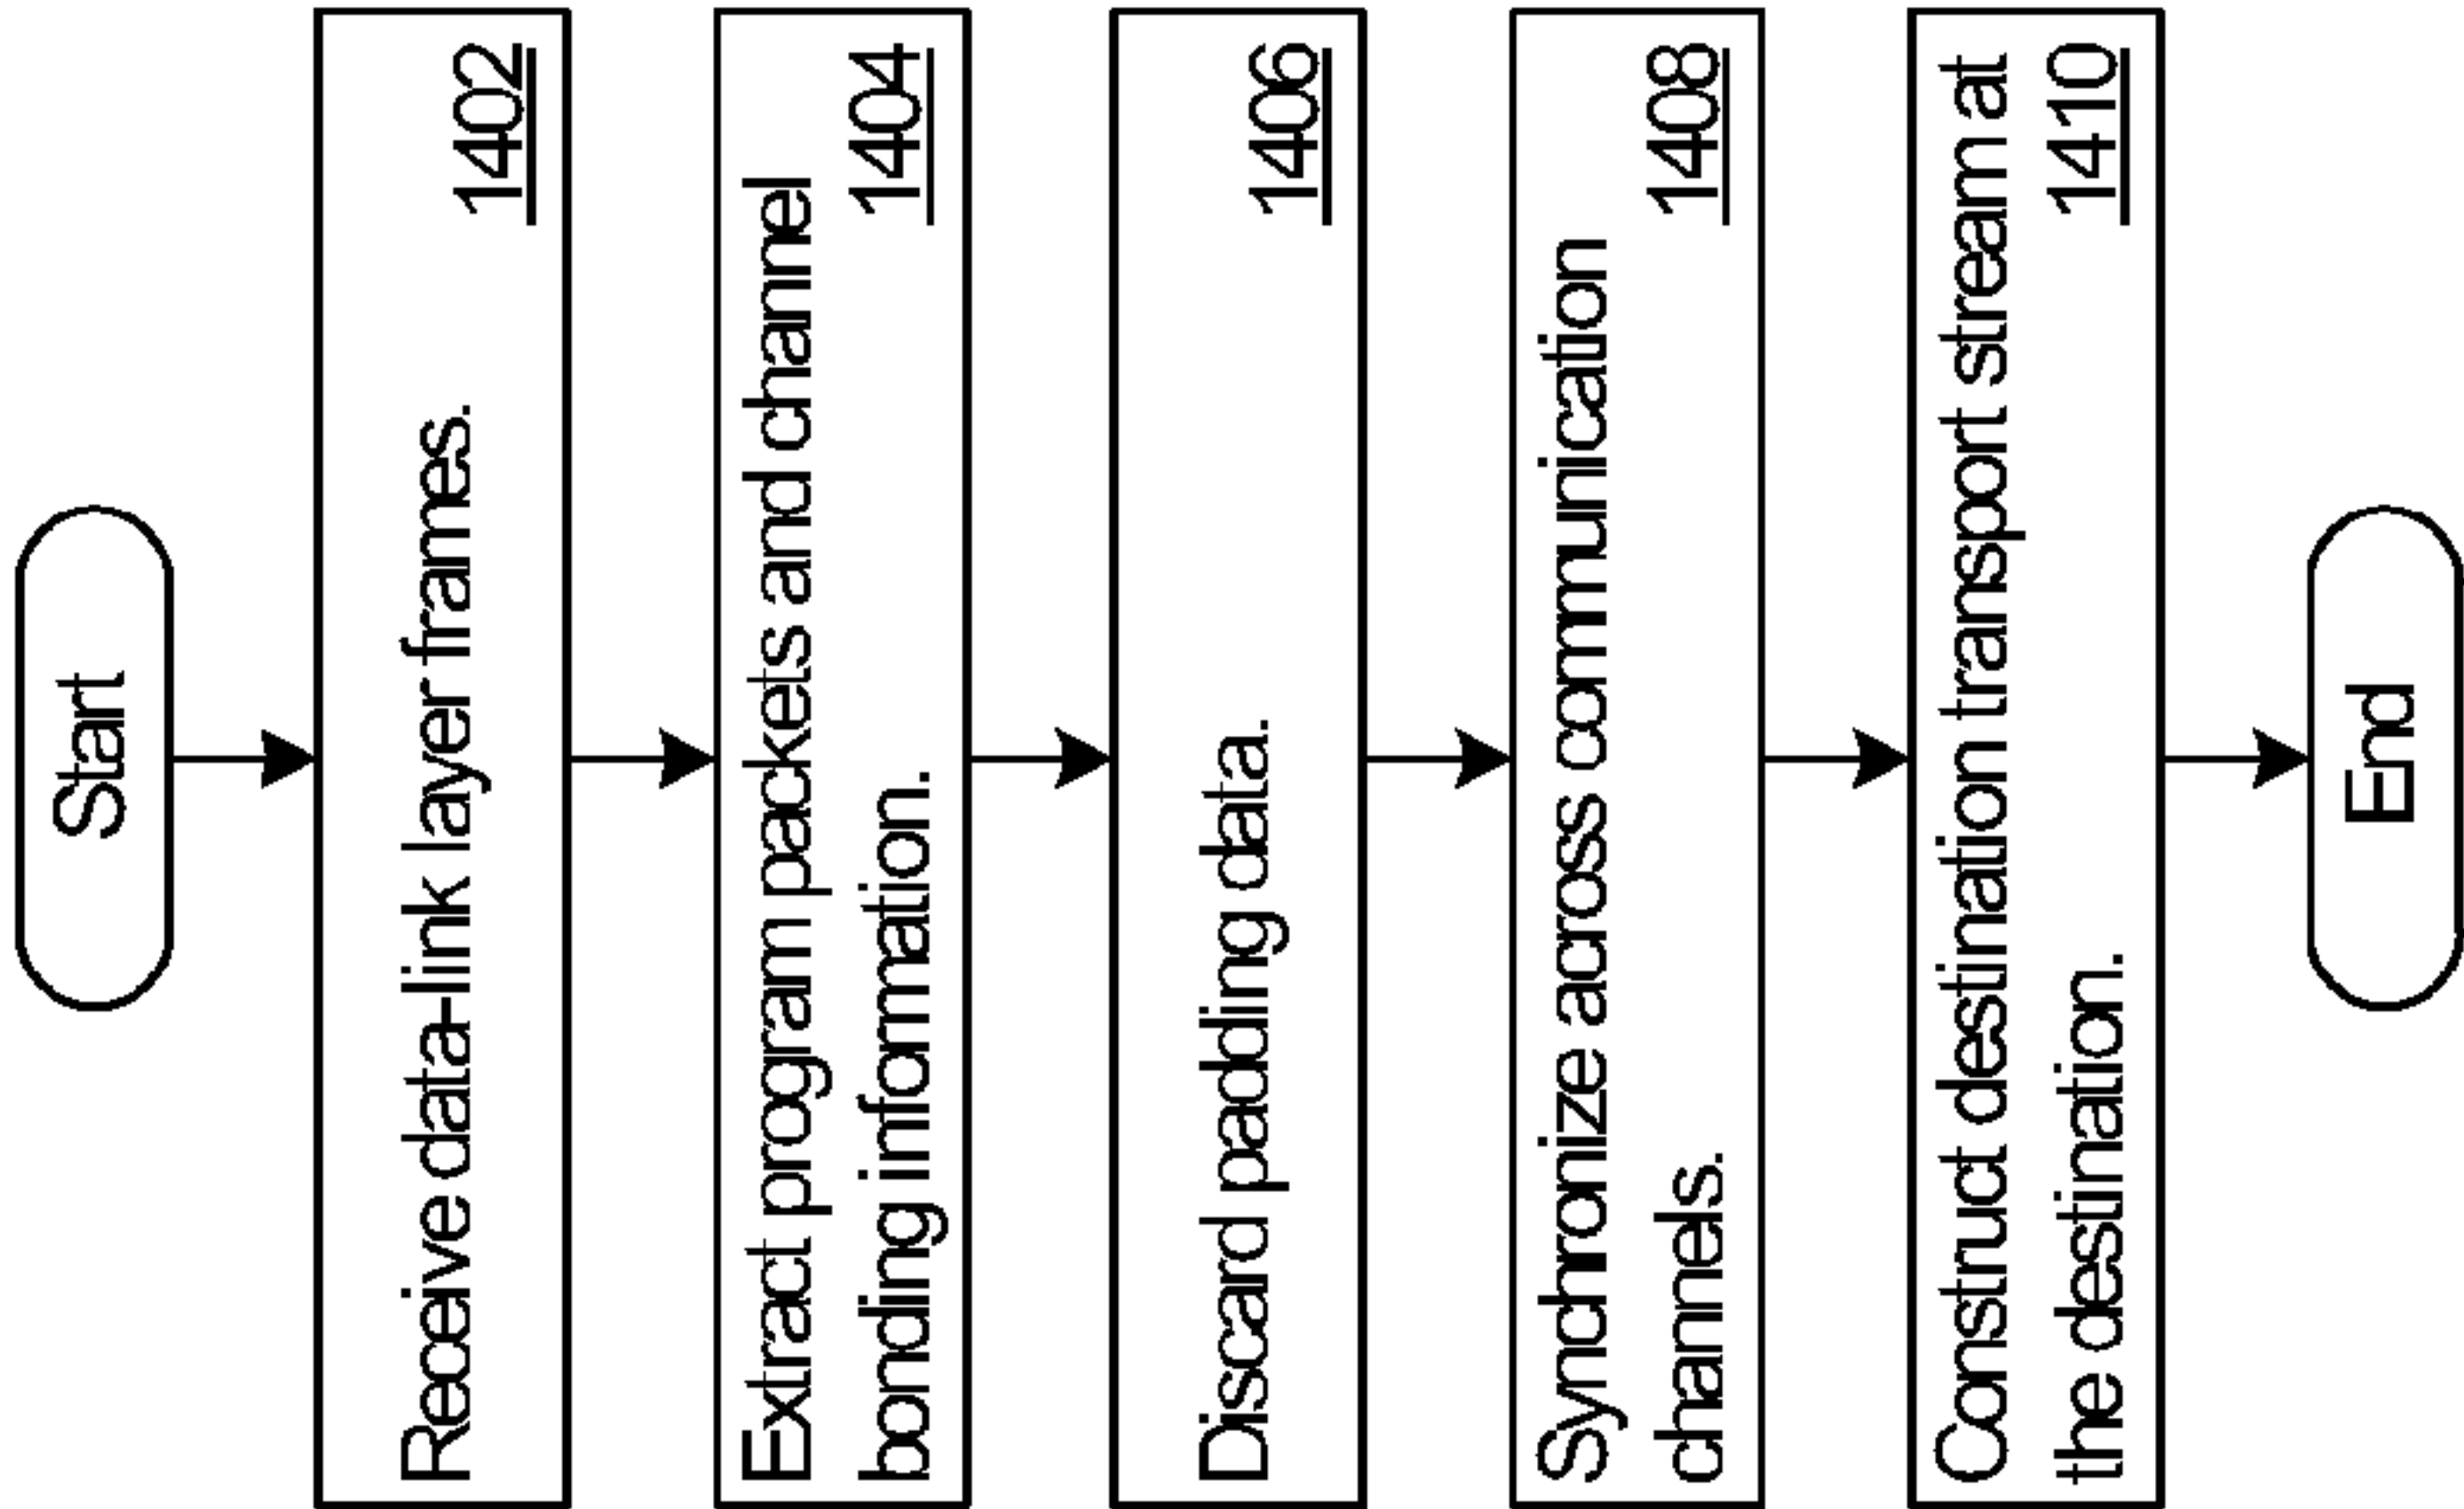 Start
Receive data-link layer frames.
1402
Extract program packets and channel
bonding information.
1404
Discard padding data.
1406
Synchronize across communication
channels.
1408
Construct destination transport stream at
the destination.
1410
End